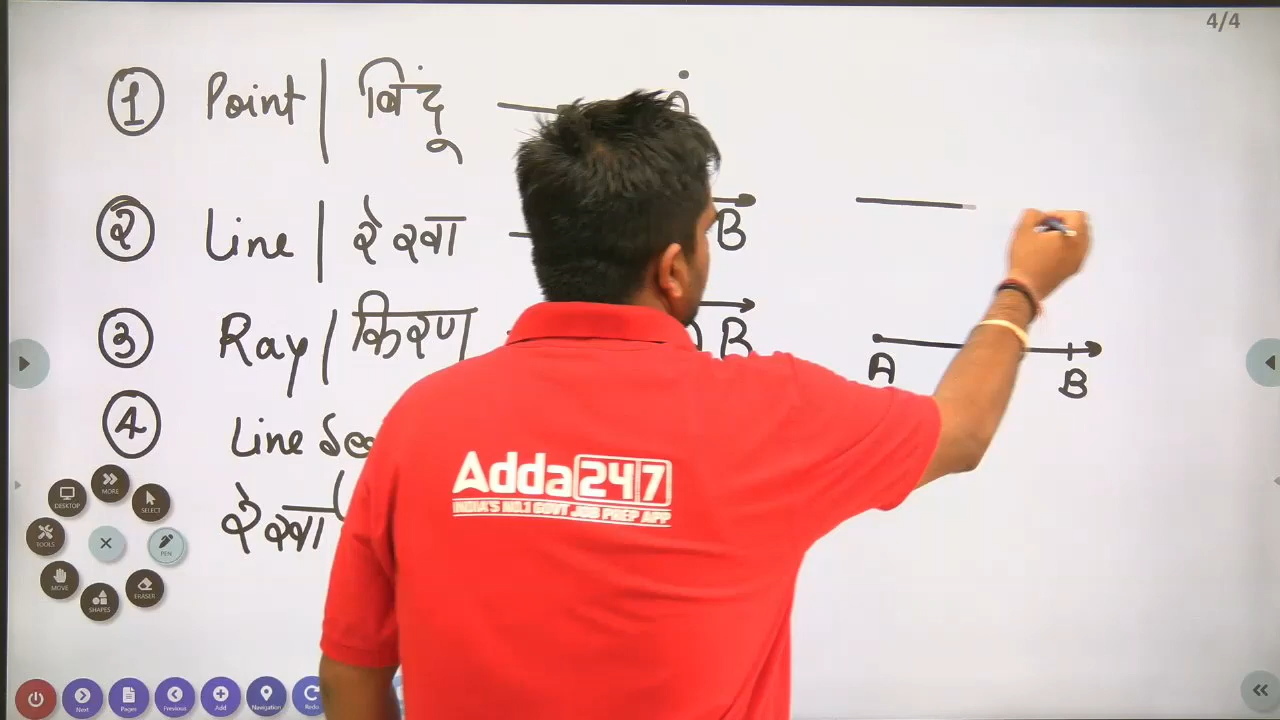 4/4
1 Point | बिंदू
2 Line | रेखा B
3 Ray | किरण B
A B
4 Line
रेखा
Adda247
INDIA'S NO.1 GOVT JOB PREP APP
MORE
DESKTOP
SELECT
TOOLS
PEN
MOVE
ERASER
SHAPES
Next Pages Previous Add Navigation Redo